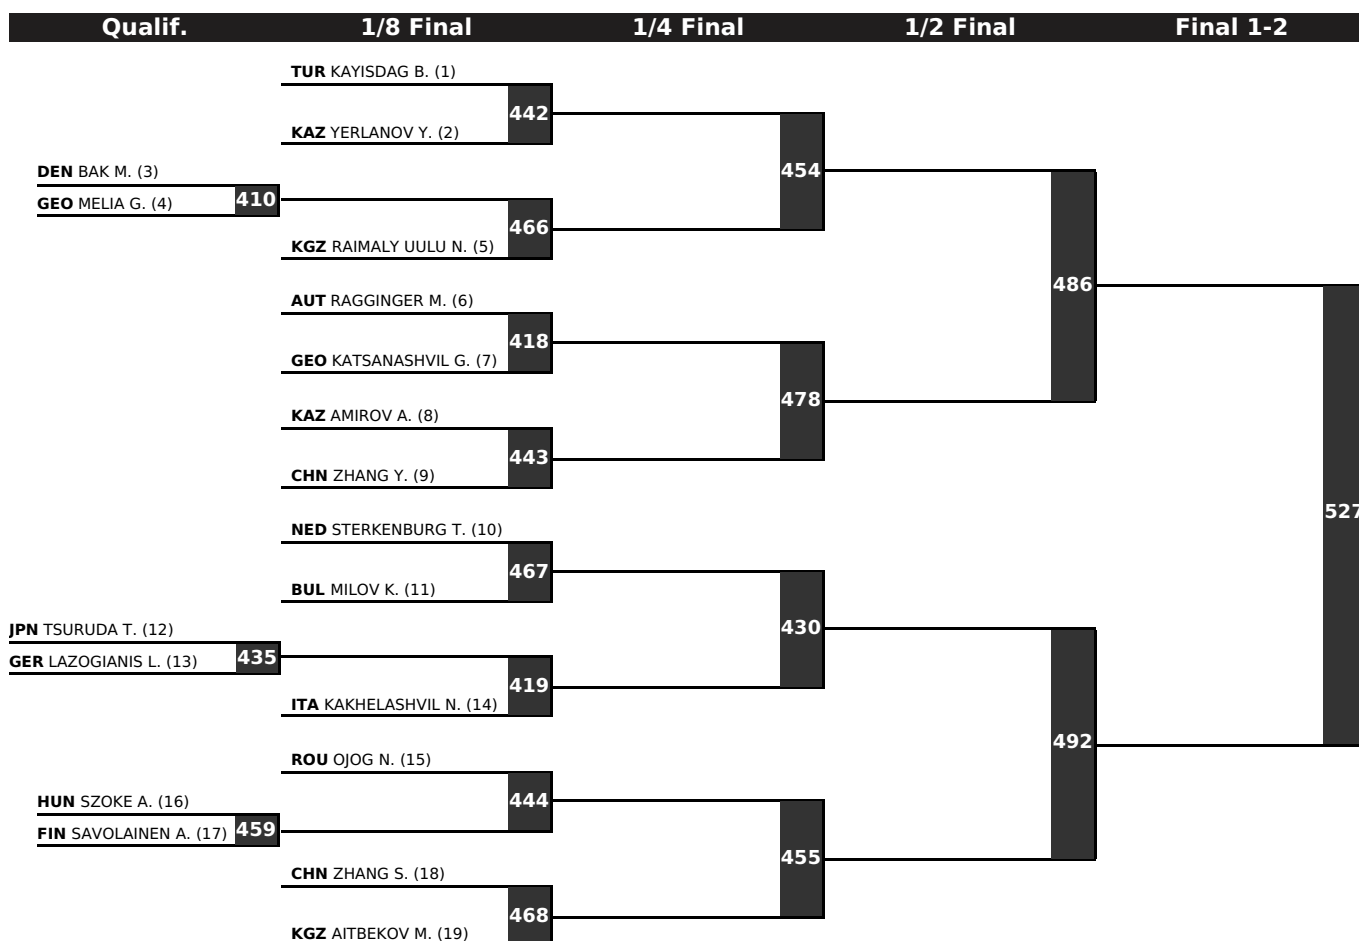 Qualif. 1/8 Final 1/4 Final 1/2 Final Final 1-2
TUR KAYISDAG B. (1)
442
KAZ YERLANOV Y. (2)
DEN BAK M. (3)
454
GEO MELIA G. (4) 410
466
KGZ RAIMALY UULU N. (5)
486
AUT RAGGINGER M. (6)
418
GEO KATSANASHVIL G. (7)
478
KAZ AMIROV A. (8)
443
CHN ZHANG Y. (9)
527
NED STERKENBURG T. (10)
467
BUL MILOV K. (11)
JPN TSURUDA T. (12)
430
GER LAZOGIANIS L. (13) 435
419
ITA KAKHELASHVIL N. (14)
492
ROU OJOG N. (15)
HUN SZOKE A. (16)
444
FIN SAVOLAINEN A. (17) 459
455
CHN ZHANG S. (18)
468
KGZ AITBEKOV M. (19)